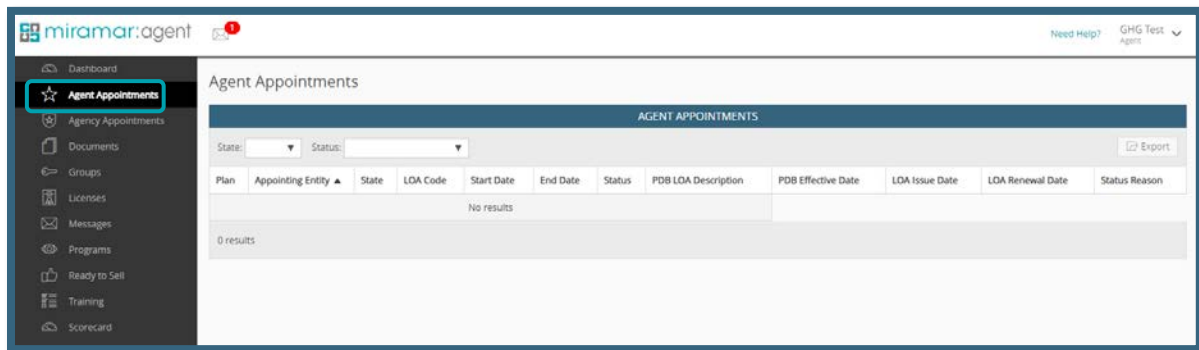 miramar:agent
1
Need Help?
GHG Test
Agent
Dashboard
Agent Appointments
Agency Appointments
Documents
Groups
Licenses
Messages
Programs
Ready to Sell
Training
Scorecard
Agent Appointments
AGENT APPOINTMENTS
State: Status: Export
Plan Appointing Entity ▲ State LOA Code Start Date End Date Status PDB LOA Description PDB Effective Date LOA Issue Date LOA Renewal Date Status Reason
No results
0 results